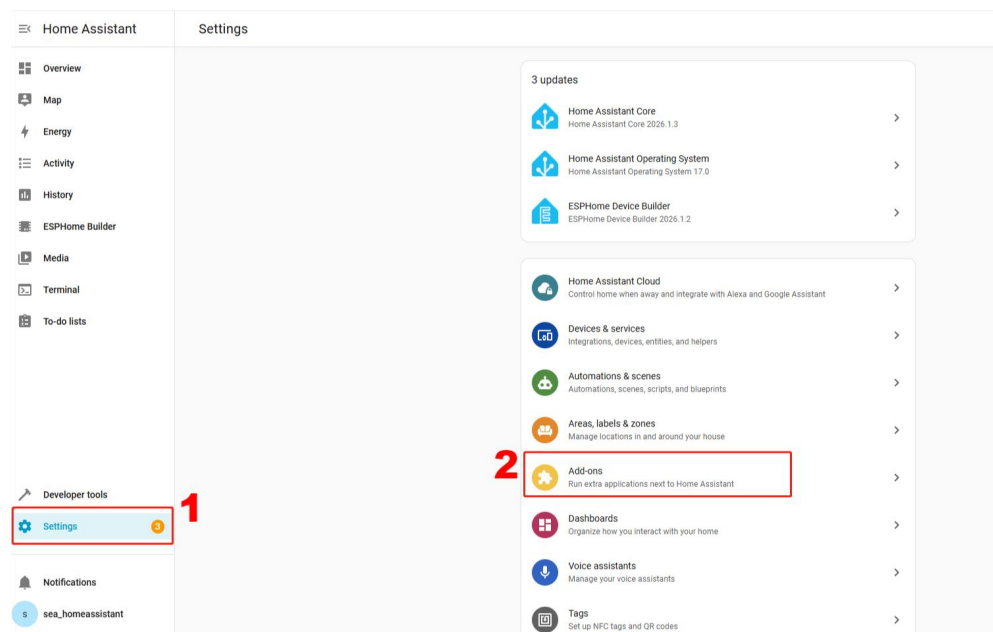 Home Assistant
Settings
Overview
Map
Energy
Activity
History
ESPHome Builder
Media
Terminal
To-do lists
Developer tools
1
Settings
3
Notifications
s
sea_homeassistant
3 updates
Home Assistant Core
Home Assistant Core 2026.1.3
Home Assistant Operating System
Home Assistant Operating System 17.0
ESPHome Device Builder
ESPHome Device Builder 2026.1.2
Home Assistant Cloud
Control home when away and integrate with Alexa and Google Assistant
Devices & services
Integrations, devices, entities, and helpers
Automations & scenes
Automations, scenes, scripts, and blueprints
Areas, labels & zones
Manage locations in and around your house
2
Add-ons
Run extra applications next to Home Assistant
Dashboards
Organize how you interact with your home
Voice assistants
Manage your voice assistants
Tags
Set up NFC tags and QR codes